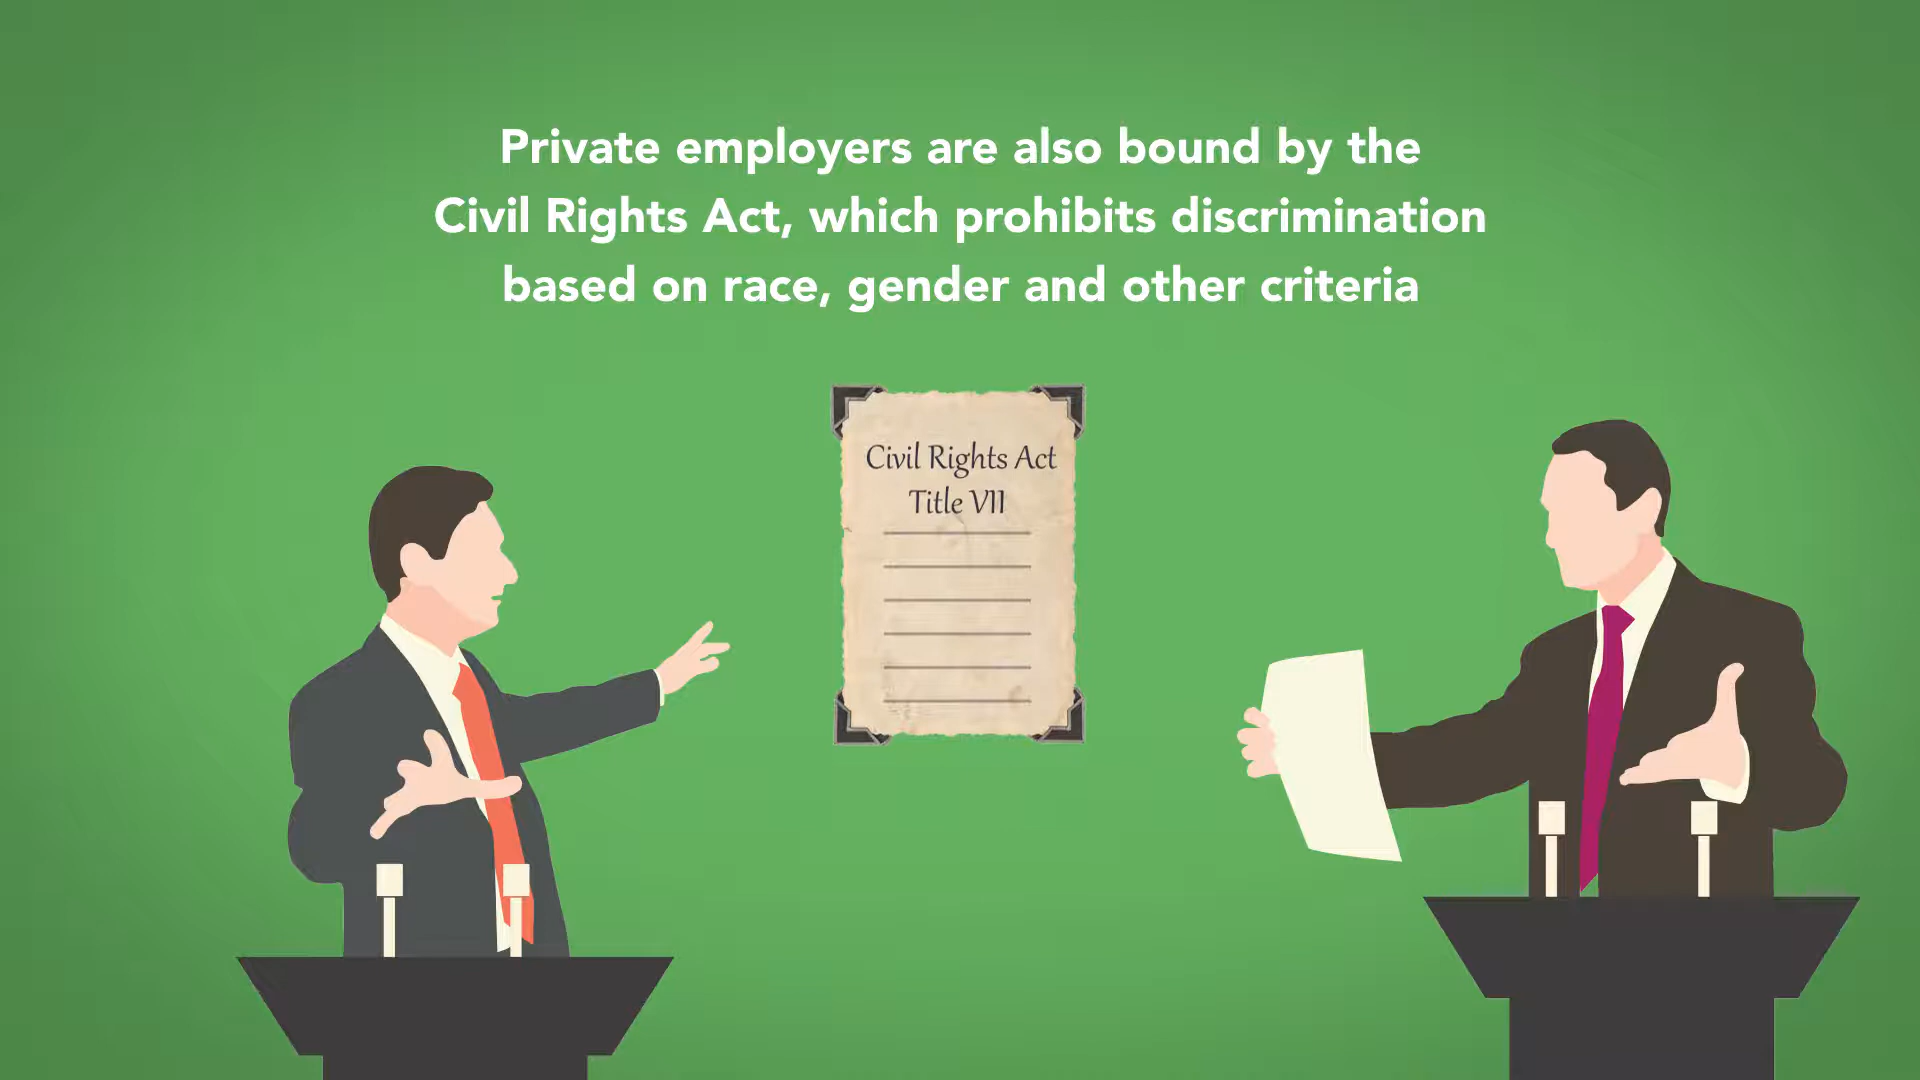 Private employers are also bound by the
Civil Rights Act, which prohibits discrimination
based on race, gender and other criteria
Civil Rights Act
Title VII